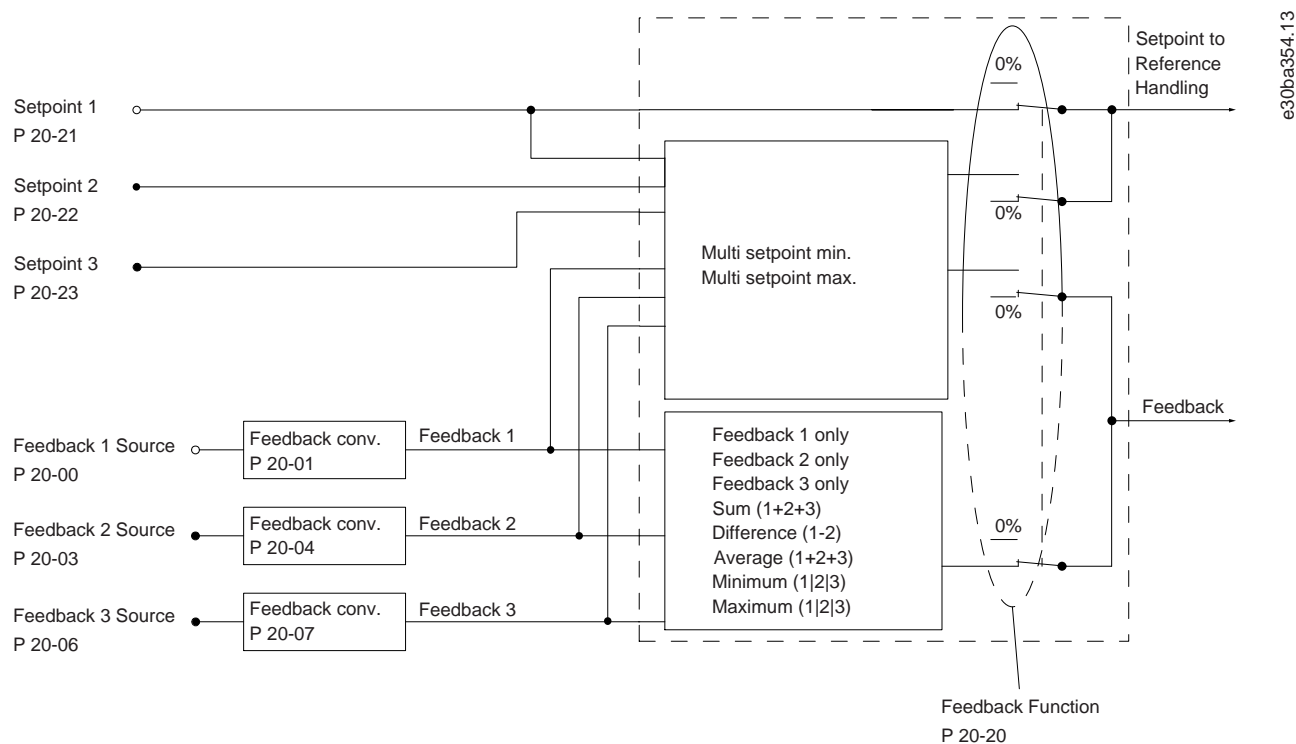 e30ba354.13
Setpoint to
Reference
Handling
0%
Setpoint 1
P 20-21
Setpoint 2
P 20-22
0%
Setpoint 3
P 20-23
Multi setpoint min.
Multi setpoint max.
0%
Feedback
Feedback 1 Source
P 20-00
Feedback conv.
P 20-01
Feedback 1
Feedback 2 Source
P 20-03
Feedback conv.
P 20-04
Feedback 2
Feedback 3 Source
P 20-06
Feedback conv.
P 20-07
Feedback 3
Feedback 1 only
Feedback 2 only
Feedback 3 only
Sum (1+2+3)
Difference (1-2)
Average (1+2+3)
Minimum (1|2|3)
Maximum (1|2|3)
0%
Feedback Function
P 20-20